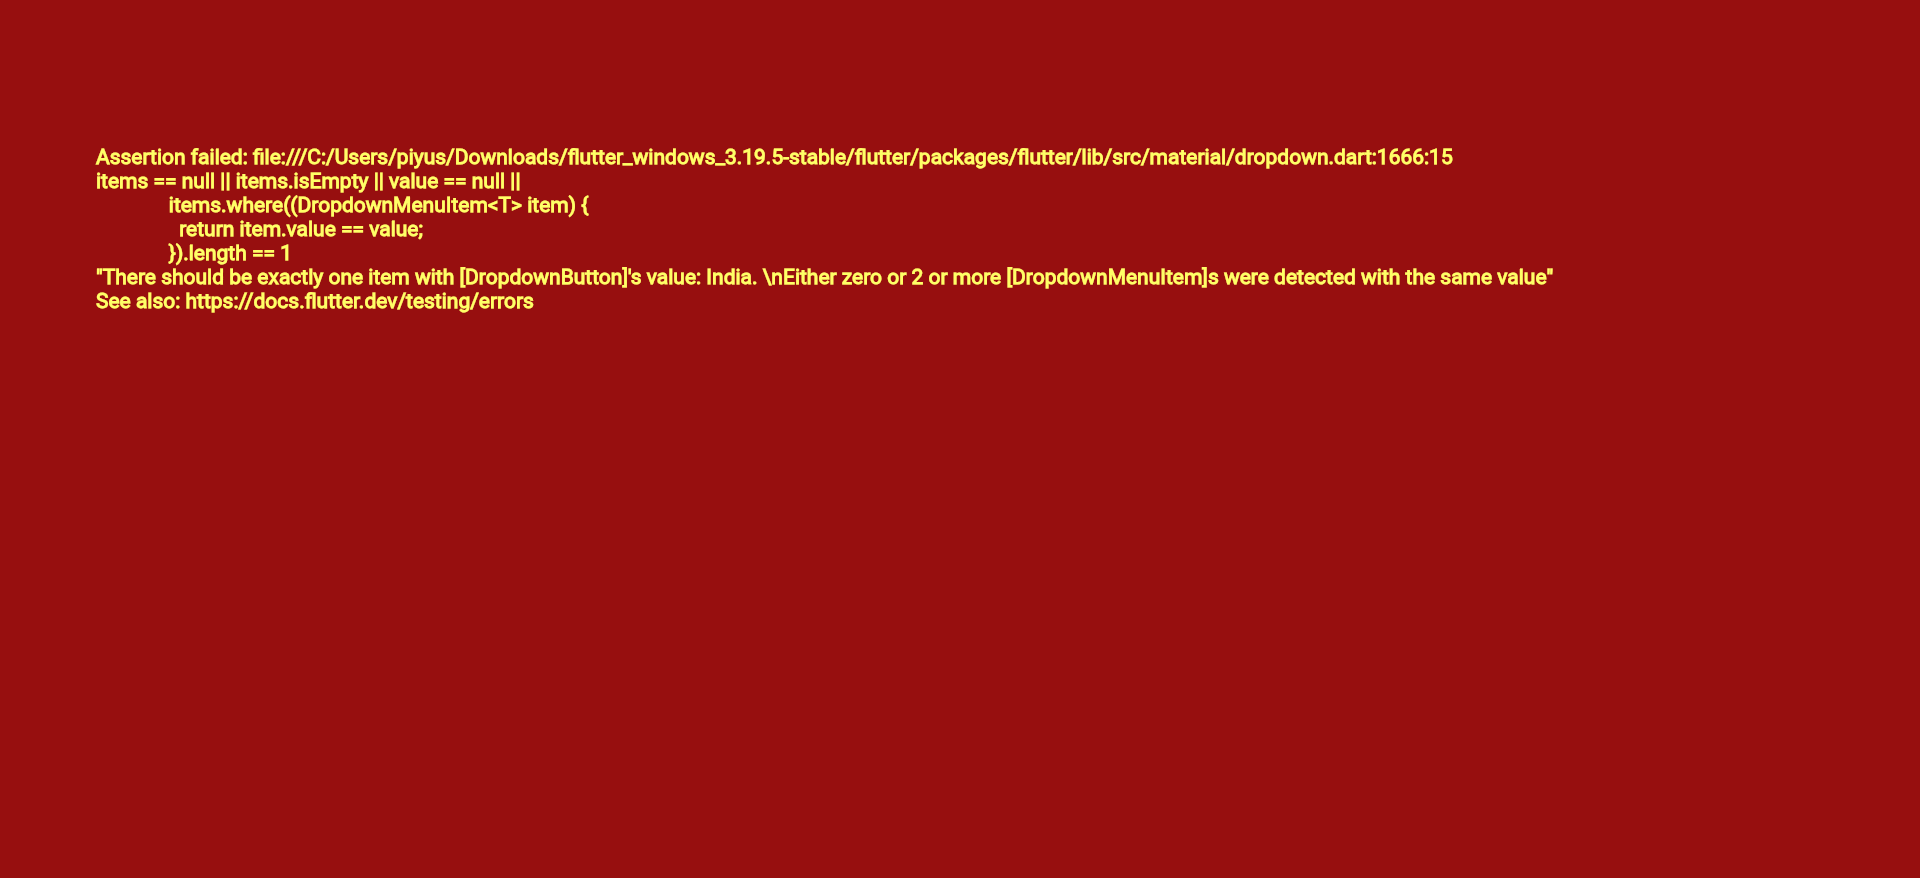 Assertion failed: file:///C:/Users/piyus/Downloads/flutter_windows_3.19.5-stable/flutter/packages/flutter/lib/src/material/dropdown.dart:1666:15
items == null || items.isEmpty || value == null ||
items.where((DropdownMenuItem<T> item) {
return item.value == value;
}).length == 1
"There should be exactly one item with [DropdownButton]'s value: India. \nEither zero or 2 or more [DropdownMenuItem]s were detected with the same value"
See also: https://docs.flutter.dev/testing/errors